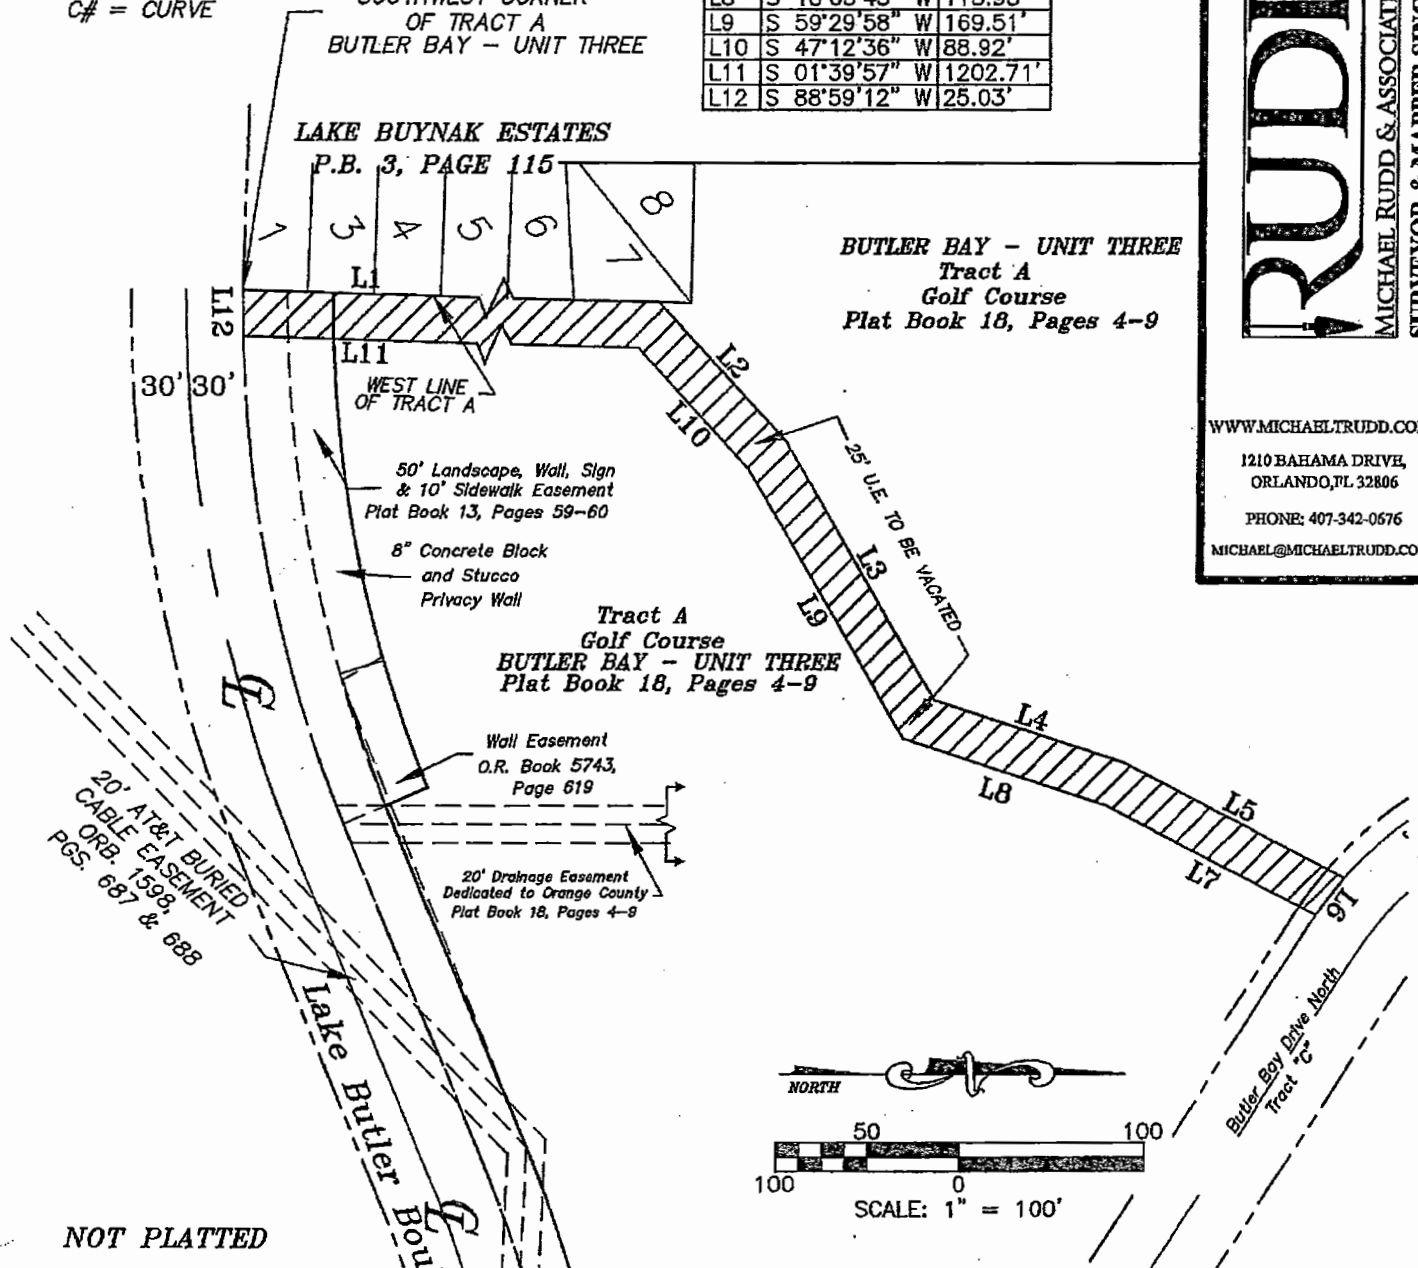 C# = CURVE
OF TRACT A
BUTLER BAY - UNIT THREE
L9 S 59°29'58" W 169.51'
L10 S 47°12'36" W 88.92'
L11 S 01°39'57" W 1202.71'
L12 S 88°59'12" W 25.03'
RUDD
MICHAEL RUDD & ASSOCIAT
SURVEYOR & MAPPER
WWW.MICHAELTRUDD.CO
1210 BAHAMA DRIVE,
ORLANDO, FL 32806
PHONE: 407-342-0676
MICHAEL@MICHAELTRUDD.CO
LAKE BUYNAK ESTATES
P.B. 3, PAGE 115
1
3
4
5
6
7
8
BUTLER BAY - UNIT THREE
Tract A
Golf Course
Plat Book 18, Pages 4-9
L1
L12
L11
30' 30'
WEST LINE
OF TRACT A
L2
L10
25' U.E. TO BE VACATED
L3
L9
50' Landscape, Wall, Sign
& 10' Sidewalk Easement
Plat Book 13, Pages 59-60
8" Concrete Block
and Stucco
Privacy Wall
Tract A
Golf Course
BUTLER BAY - UNIT THREE
Plat Book 18, Pages 4-9
CL
L4
L8
L5
L7
L6
Wall Easement
O.R. Book 5743,
Page 619
20' AT&T BURIED
CABLE EASEMENT
ORB. 1598,
PGS. 687 & 688
20' Drainage Easement
Dedicated to Orange County
Plat Book 18, Pages 4-9
Lake Butler Bou
CL
Butler Bay Drive North
Tract "C"
NORTH
50 100
100 0
SCALE: 1" = 100'
NOT PLATTED